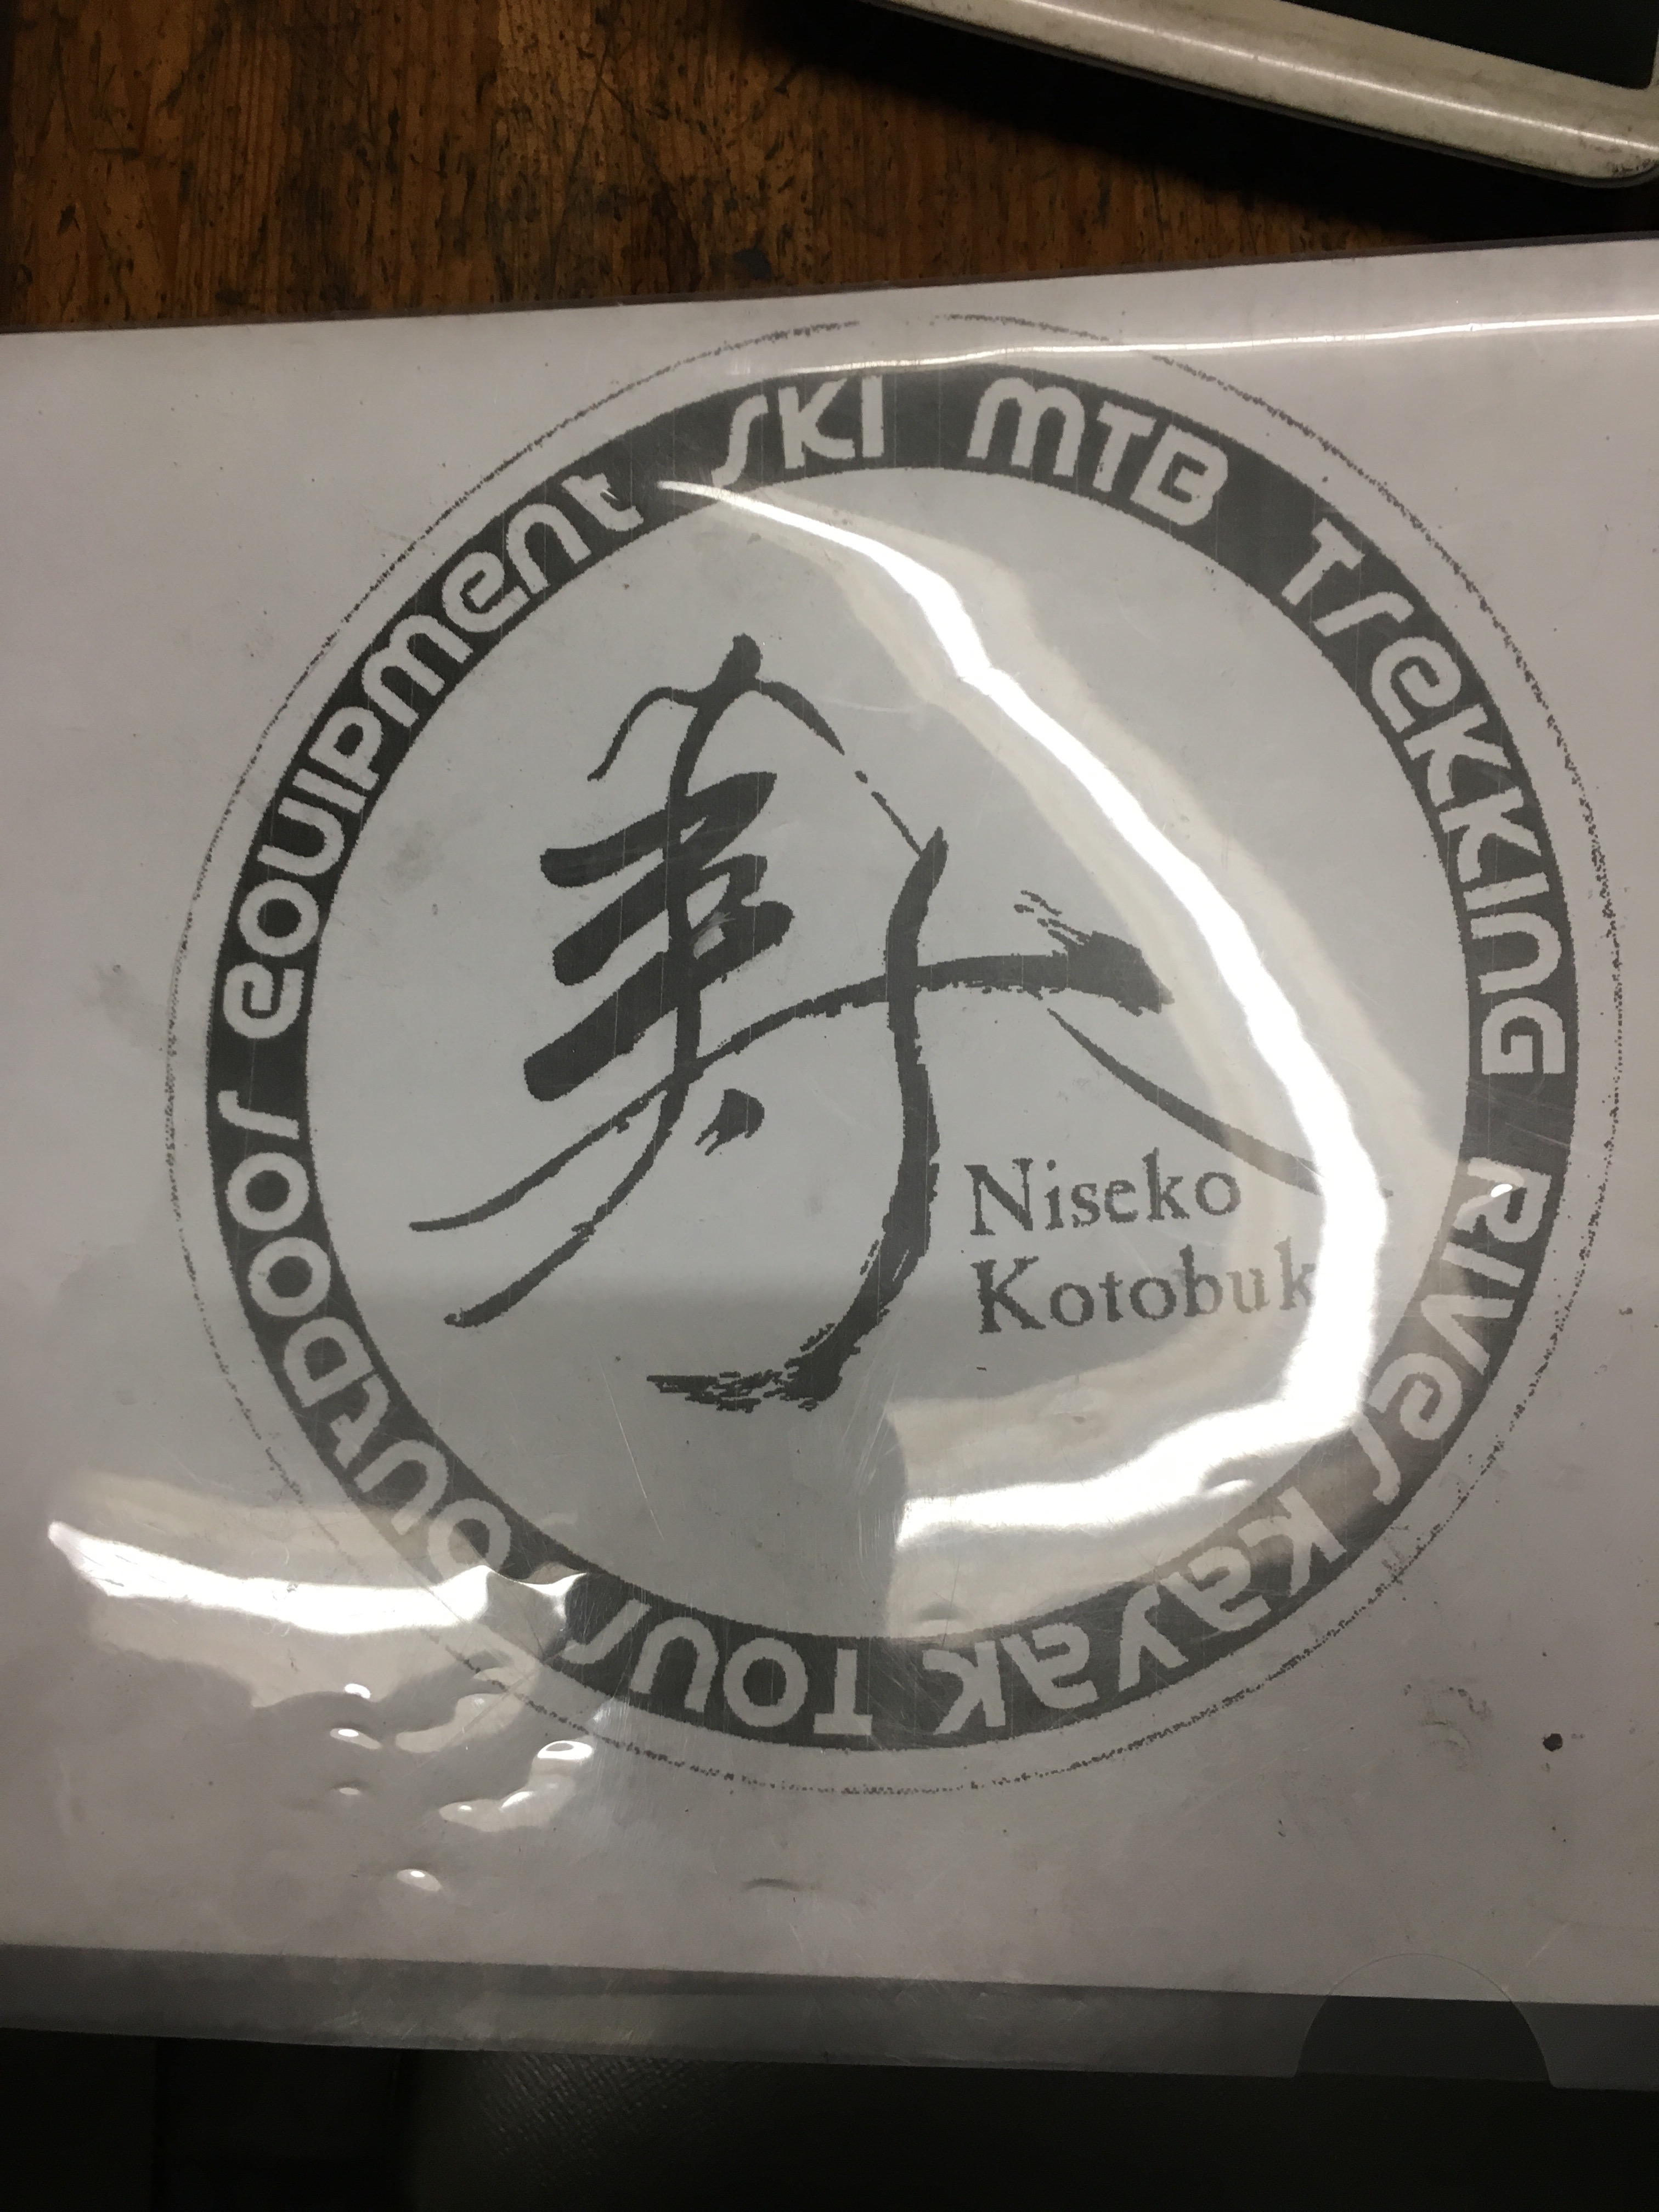 SKI MTB TreKKING RIVer KaYaK TOUr OUtDOOr eQUIPment
寿
Niseko
Kotobuk